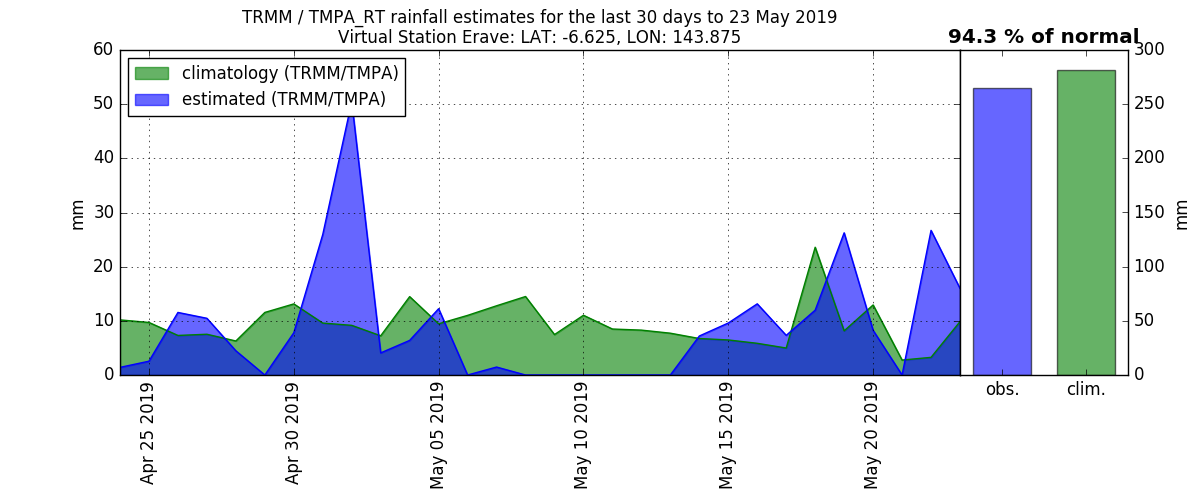 TRMM / TMPA_RT rainfall estimates for the last 30 days to 23 May 2019
Virtual Station Erave: LAT: -6.625, LON: 143.875
94.3 % of normal
climatology (TRMM/TMPA)
estimated (TRMM/TMPA)
60
50
40
30
20
10
0
mm
Apr 25 2019
Apr 30 2019
May 05 2019
May 10 2019
May 15 2019
May 20 2019
300
250
200
150
100
50
0
mm
obs.
clim.